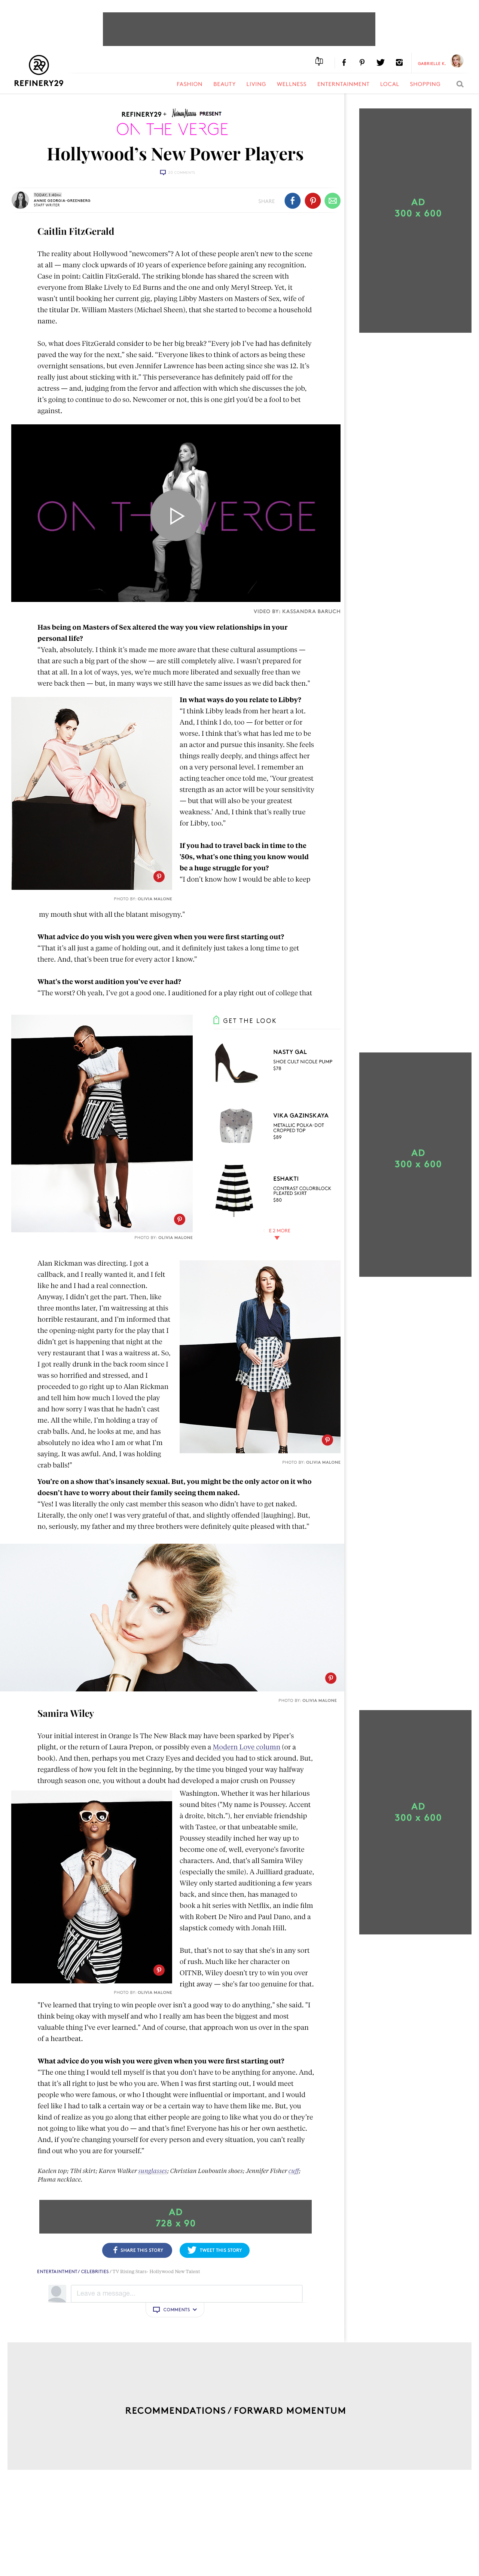 REFINERY29
GABRIELLE K.
FASHION BEAUTY LIVING WELLNESS ENTERNTAINMENT LOCAL SHOPPING
REFINERY29 + Neiman Marcus PRESENT
ON THE VERGE
Hollywood's New Power Players
TODAY, 1:40PM
ANNIE GEORGIA-GREENBERG
STAFF WRITER
SHARE
Caitlin FitzGerald
The reality about Hollywood "newcomers"? A lot of these people aren't new to the scene
at all — many clock upwards of 10 years of experience before gaining any recognition.
Case in point: Caitlin FitzGerald. The striking blonde has shared the screen with
everyone from Blake Lively to Ed Burns and the one and only Meryl Streep. Yet, it
wasn't until booking her current gig, playing Libby Masters on Masters of Sex, wife of
the titular Dr. William Masters (Michael Sheen), that she started to become a household
name.
So, what does FitzGerald consider to be her big break? "Every job I've had has definitely
paved the way for the next," she said. "Everyone likes to think of actors as being these
overnight sensations, but even Jennifer Lawrence has been acting since she was 12. It's
really just about sticking with it." This perseverance has definitely paid off for the
actress — and, judging from the fervor and affection with which she discusses the job,
it's going to continue to do so. Newcomer or not, this is one girl you'd be a fool to bet
against.
ON THE VERGE
VIDEO BY: KASSANDRA BARUCH
Has being on Masters of Sex altered the way you view relationships in your
personal life?
"Yeah, absolutely. I think it's made me more aware that these cultural assumptions —
that are such a big part of the show — are still completely alive. I wasn't prepared for
that at all. In a lot of ways, yes, we're much more liberated and sexually free than we
were back then — but, in many ways we still have the same issues as we did back then."
In what ways do you relate to Libby?
"I think Libby leads from her heart a lot.
And, I think I do, too — for better or for
worse. I think that's what has led me to be
an actor and pursue this insanity. She feels
things really deeply, and things affect her
on a very personal level. I remember an
acting teacher once told me, 'Your greatest
strength as an actor will be your sensitivity
— but that will also be your greatest
weakness.' And, I think that's really true
for Libby, too."
If you had to travel back in time to the
'50s, what's one thing you know would
be a huge struggle for you?
"I don't know how I would be able to keep
PHOTO BY: OLIVIA MALONE
my mouth shut with all the blatant misogyny."
What advice do you wish you were given when you were first starting out?
"That it's all just a game of holding out, and it definitely just takes a long time to get
there. And, that's been true for every actor I know."
What's the worst audition you've ever had?
"The worst? Oh yeah, I've got a good one. I auditioned for a play right out of college that
GET THE LOOK
NASTY GAL
SHOE CULT NICOLE PUMP
$78
VIKA GAZINSKAYA
METALLIC POLKA-DOT
CROPPED TOP
$89
ESHAKTI
CONTRAST COLORBLOCK
PLEATED SKIRT
$80
2 MORE
PHOTO BY: OLIVIA MALONE
Alan Rickman was directing. I got a
callback, and I really wanted it, and I felt
like he and I had a real connection.
Anyway, I didn't get the part. Then, like
three months later, I'm waitressing at this
horrible restaurant, and I'm informed that
the opening-night party for the play that I
didn't get is happening that night at the
very restaurant that I was a waitress at. So,
I got really drunk in the back room since I
was so horrified and stressed, and I
proceeded to go right up to Alan Rickman
and tell him how much I loved the play
and how sorry I was that he hadn't cast
me. All the while, I'm holding a tray of
crab balls. And, he looks at me, and has
absolutely no idea who I am or what I'm
saying. It was awful. And, I was holding
crab balls!"
PHOTO BY: OLIVIA MALONE
You're on a show that's insanely sexual. But, you might be the only actor on it who
doesn't have to worry about their family seeing them naked.
"Yes! I was literally the only cast member this season who didn't have to get naked.
Literally, the only one! I was very grateful of that, and slightly offended [laughing]. But,
no, seriously, my father and my three brothers were definitely quite pleased with that."
PHOTO BY: OLIVIA MALONE
Samira Wiley
Your initial interest in Orange Is The New Black may have been sparked by Piper's
plight, or the return of Laura Prepon, or possibly even a Modern Love column (or a
book). And then, perhaps you met Crazy Eyes and decided you had to stick around. But,
regardless of how you felt in the beginning, by the time you binged your way halfway
through season one, you without a doubt had developed a major crush on Poussey
Washington. Whether it was her hilarious
sound bites ("My name is Poussey. Accent
à droite, bitch."), her enviable friendship
with Tastee, or that unbeatable smile,
Poussey steadily inched her way up to
become one of, well, everyone's favorite
characters. And, that's all Samira Wiley
(especially the smile). A Juilliard graduate,
Wiley only started auditioning a few years
back, and since then, has managed to
book a hit series with Netflix, an indie film
with Robert De Niro and Paul Dano, and a
slapstick comedy with Jonah Hill.
But, that's not to say that she's in any sort
of rush. Much like her character on
OITNB, Wiley doesn't try to win you over
right away — she's far too genuine for that.
PHOTO BY: OLIVIA MALONE
"I've learned that trying to win people over isn't a good way to do anything," she said. "I
think being okay with myself and who I really am has been the biggest and most
valuable thing I've ever learned." And of course, that approach won us over in the span
of a heartbeat.
What advice do you wish you were given when you were first starting out?
"The one thing I would tell myself is that you don't have to be anything for anyone. And,
that it's all right to just be who you are. When I was first starting out, I would meet
people who were famous, or who I thought were influential or important, and I would
feel like I had to talk a certain way or be a certain way to have them like me. But, you
kind of realize as you go along that either people are going to like what you do or they're
not going to like what you do — and that's fine! Everyone has his or her own aesthetic.
And, if you're changing yourself for every person and every situation, you can't really
find out who you are for yourself."
Kaelen top; Tibi skirt; Karen Walker sunglasses; Christian Louboutin shoes; Jennifer Fisher cuff;
Pluma necklace.
AD
728 x 90
SHARE THIS STORY TWEET THIS STORY
ENTERTAINTMENT / CELEBRITIES / TV Rising Stars- Hollywood New Talent
Leave a message...
COMMENTS
AD
300 x 600
AD
300 x 600
AD
300 x 600
RECOMMENDATIONS / FORWARD MOMENTUM